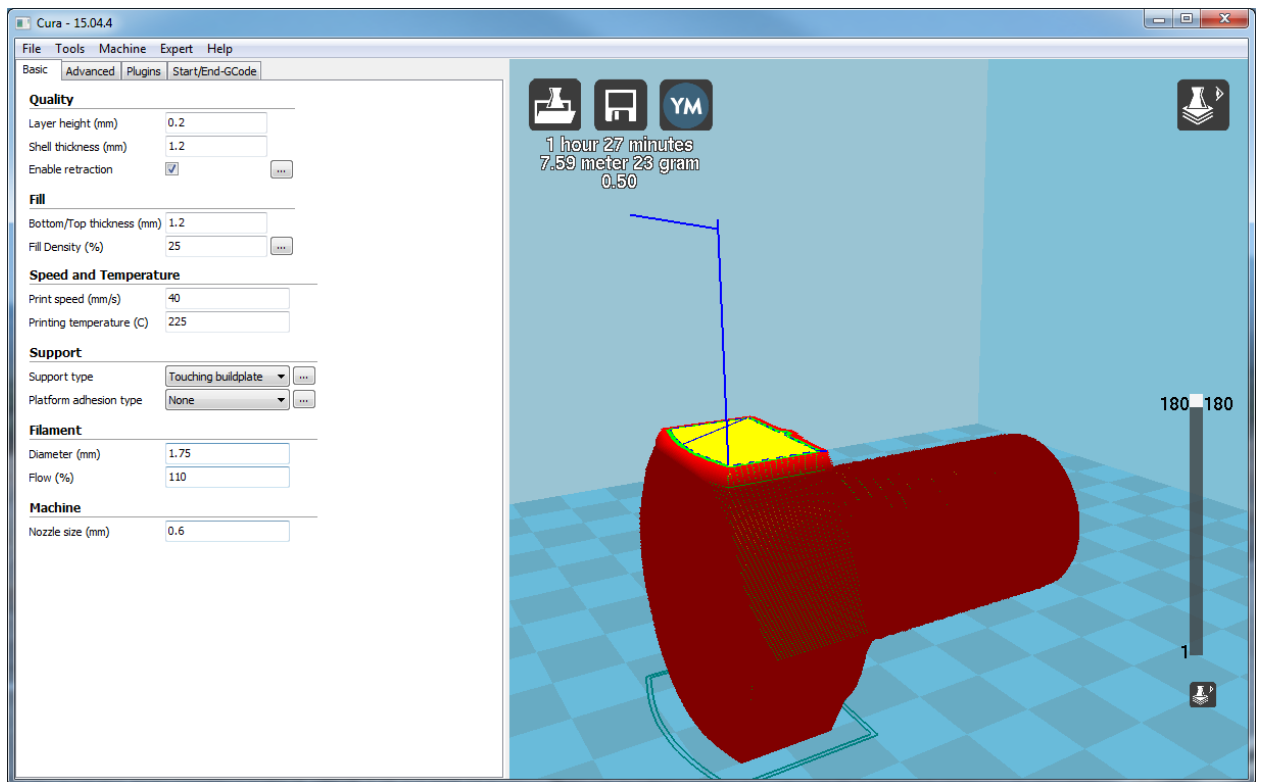 Cura - 15.04.4
File Tools Machine Expert Help
Basic Advanced Plugins Start/End-GCode
Quality
Layer height (mm) 0.2
Shell thickness (mm) 1.2
Enable retraction ...
Fill
Bottom/Top thickness (mm) 1.2
Fill Density (%) 25 ...
Speed and Temperature
Print speed (mm/s) 40
Printing temperature (C) 225
Support
Support type Touching buildplate ...
Platform adhesion type None ...
Filament
Diameter (mm) 1.75
Flow (%) 110
Machine
Nozzle size (mm) 0.6
YM
1 hour 27 minutes
7.59 meter 23 gram
0.50
180 180
1